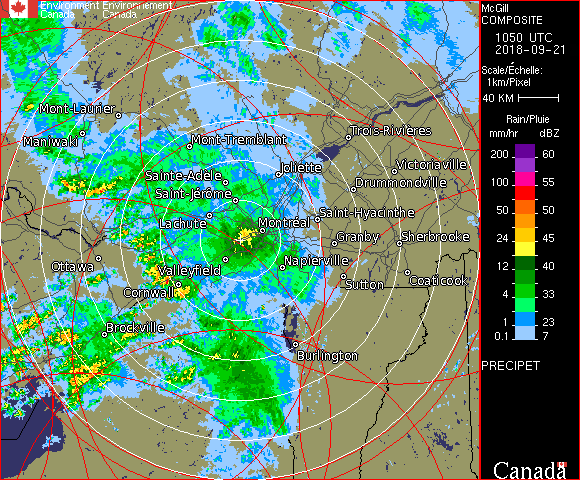 Environment Environnement
Canada Canada
McGill
COMPOSITE
1050 UTC
2018-09-21
Scale/Échelle:
1km/Pixel
40 KM
Rain/Pluie
mm/hr dBZ
200 60
100 55
50 50
24 45
12 40
4 33
1 23
0.1 7
PRECIPET
Canada
Mont-Laurier
Maniwaki
Mont-Tremblant
Trois-Rivières
Sainte-Adèle
Joliette
Victoriaville
Saint-Jérôme
Drummondville
Lachute
Montréal
Saint-Hyacinthe
Granby
Sherbrooke
Ottawa
Valleyfield
Napierville
Cornwall
Sutton
Coaticook
Brockville
Burlington